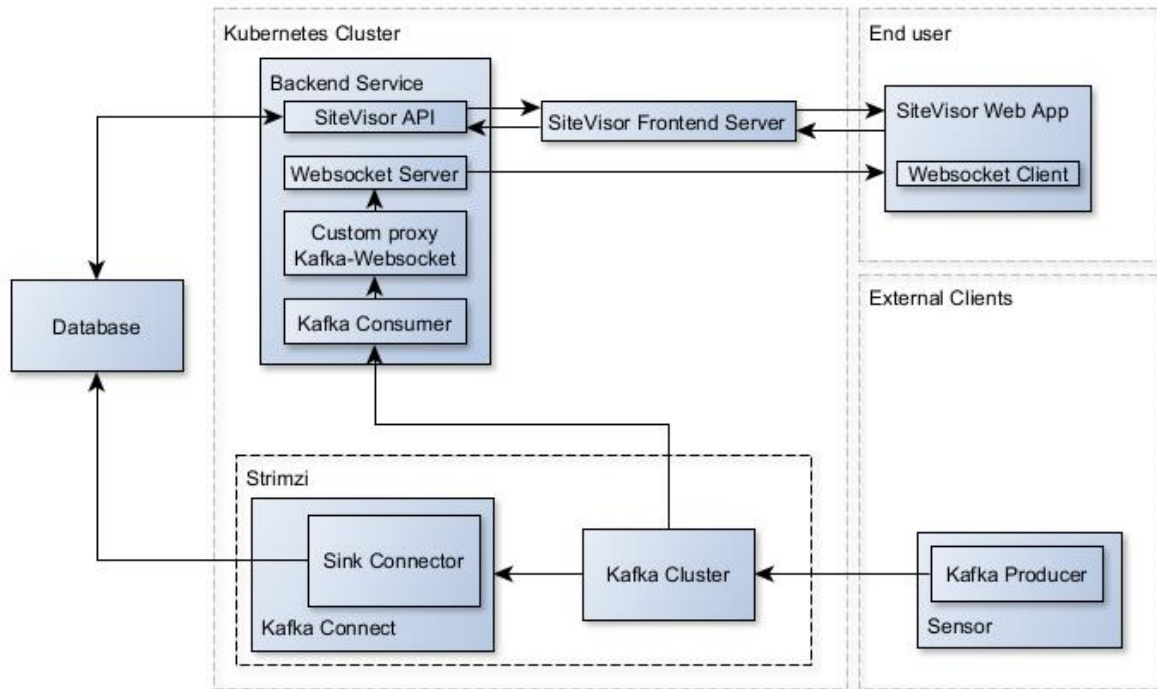 Kubernetes Cluster
End user
Backend Service
SiteVisor API
SiteVisor Frontend Server
SiteVisor Web App
Websocket Server
Websocket Client
Custom proxy
Kafka-Websocket
External Clients
Database
Kafka Consumer
Strimzi
Sink Connector
Kafka Cluster
Kafka Producer
Kafka Connect
Sensor